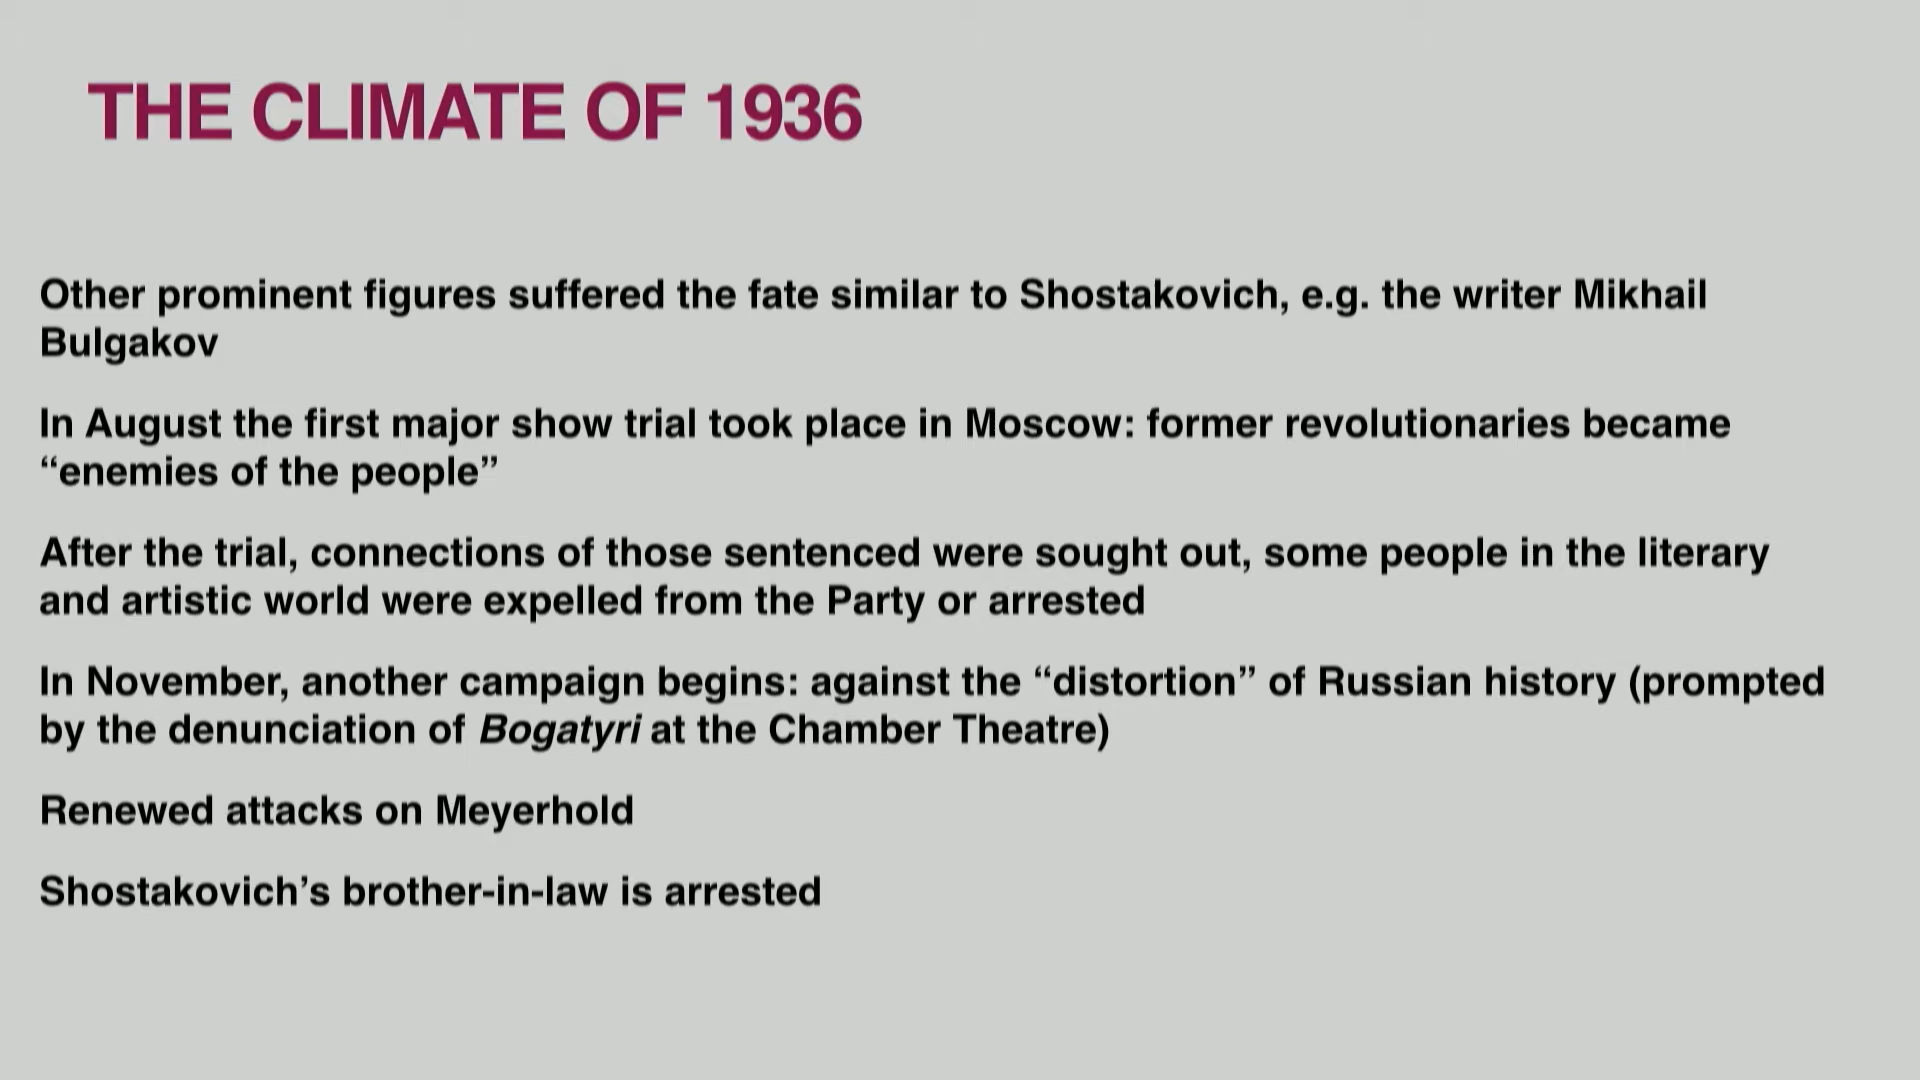 THE CLIMATE OF 1936
Other prominent figures suffered the fate similar to Shostakovich, e.g. the writer Mikhail
Bulgakov
In August the first major show trial took place in Moscow: former revolutionaries became
“enemies of the people”
After the trial, connections of those sentenced were sought out, some people in the literary
and artistic world were expelled from the Party or arrested
In November, another campaign begins: against the “distortion” of Russian history (prompted
by the denunciation of Bogatyri at the Chamber Theatre)
Renewed attacks on Meyerhold
Shostakovich’s brother-in-law is arrested